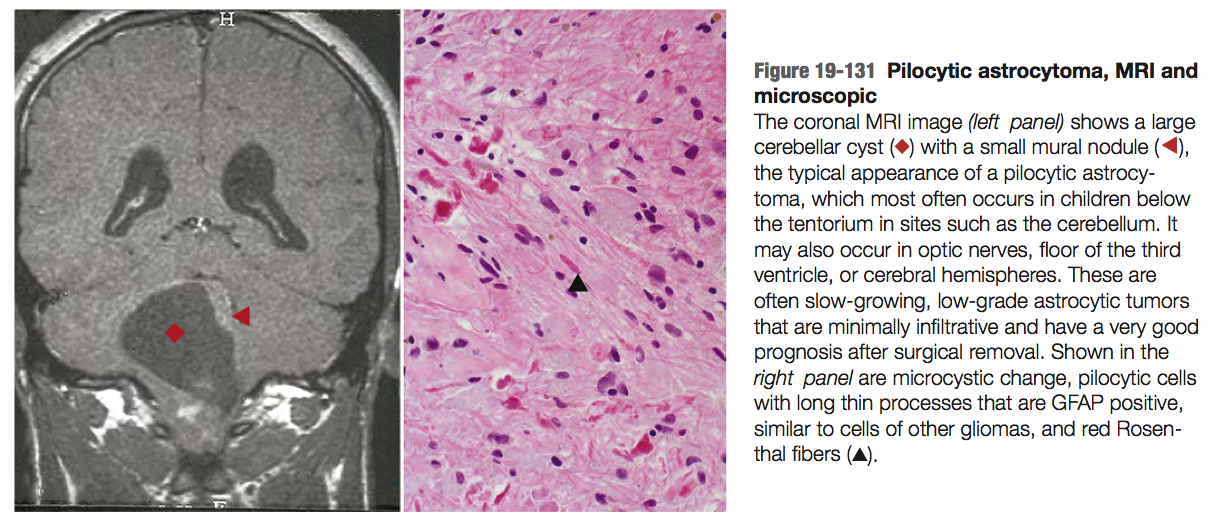 H
Figure 19-131 Pilocytic astrocytoma, MRI and
microscopic
The coronal MRI image (left panel) shows a large
cerebellar cyst (◆) with a small mural nodule (◀),
the typical appearance of a pilocytic astrocy-
toma, which most often occurs in children below
the tentorium in sites such as the cerebellum. It
may also occur in optic nerves, floor of the third
ventricle, or cerebral hemispheres. These are
often slow-growing, low-grade astrocytic tumors
that are minimally infiltrative and have a very good
prognosis after surgical removal. Shown in the
right panel are microcystic change, pilocytic cells
with long thin processes that are GFAP positive,
similar to cells of other gliomas, and red Rosen-
thal fibers (▲).